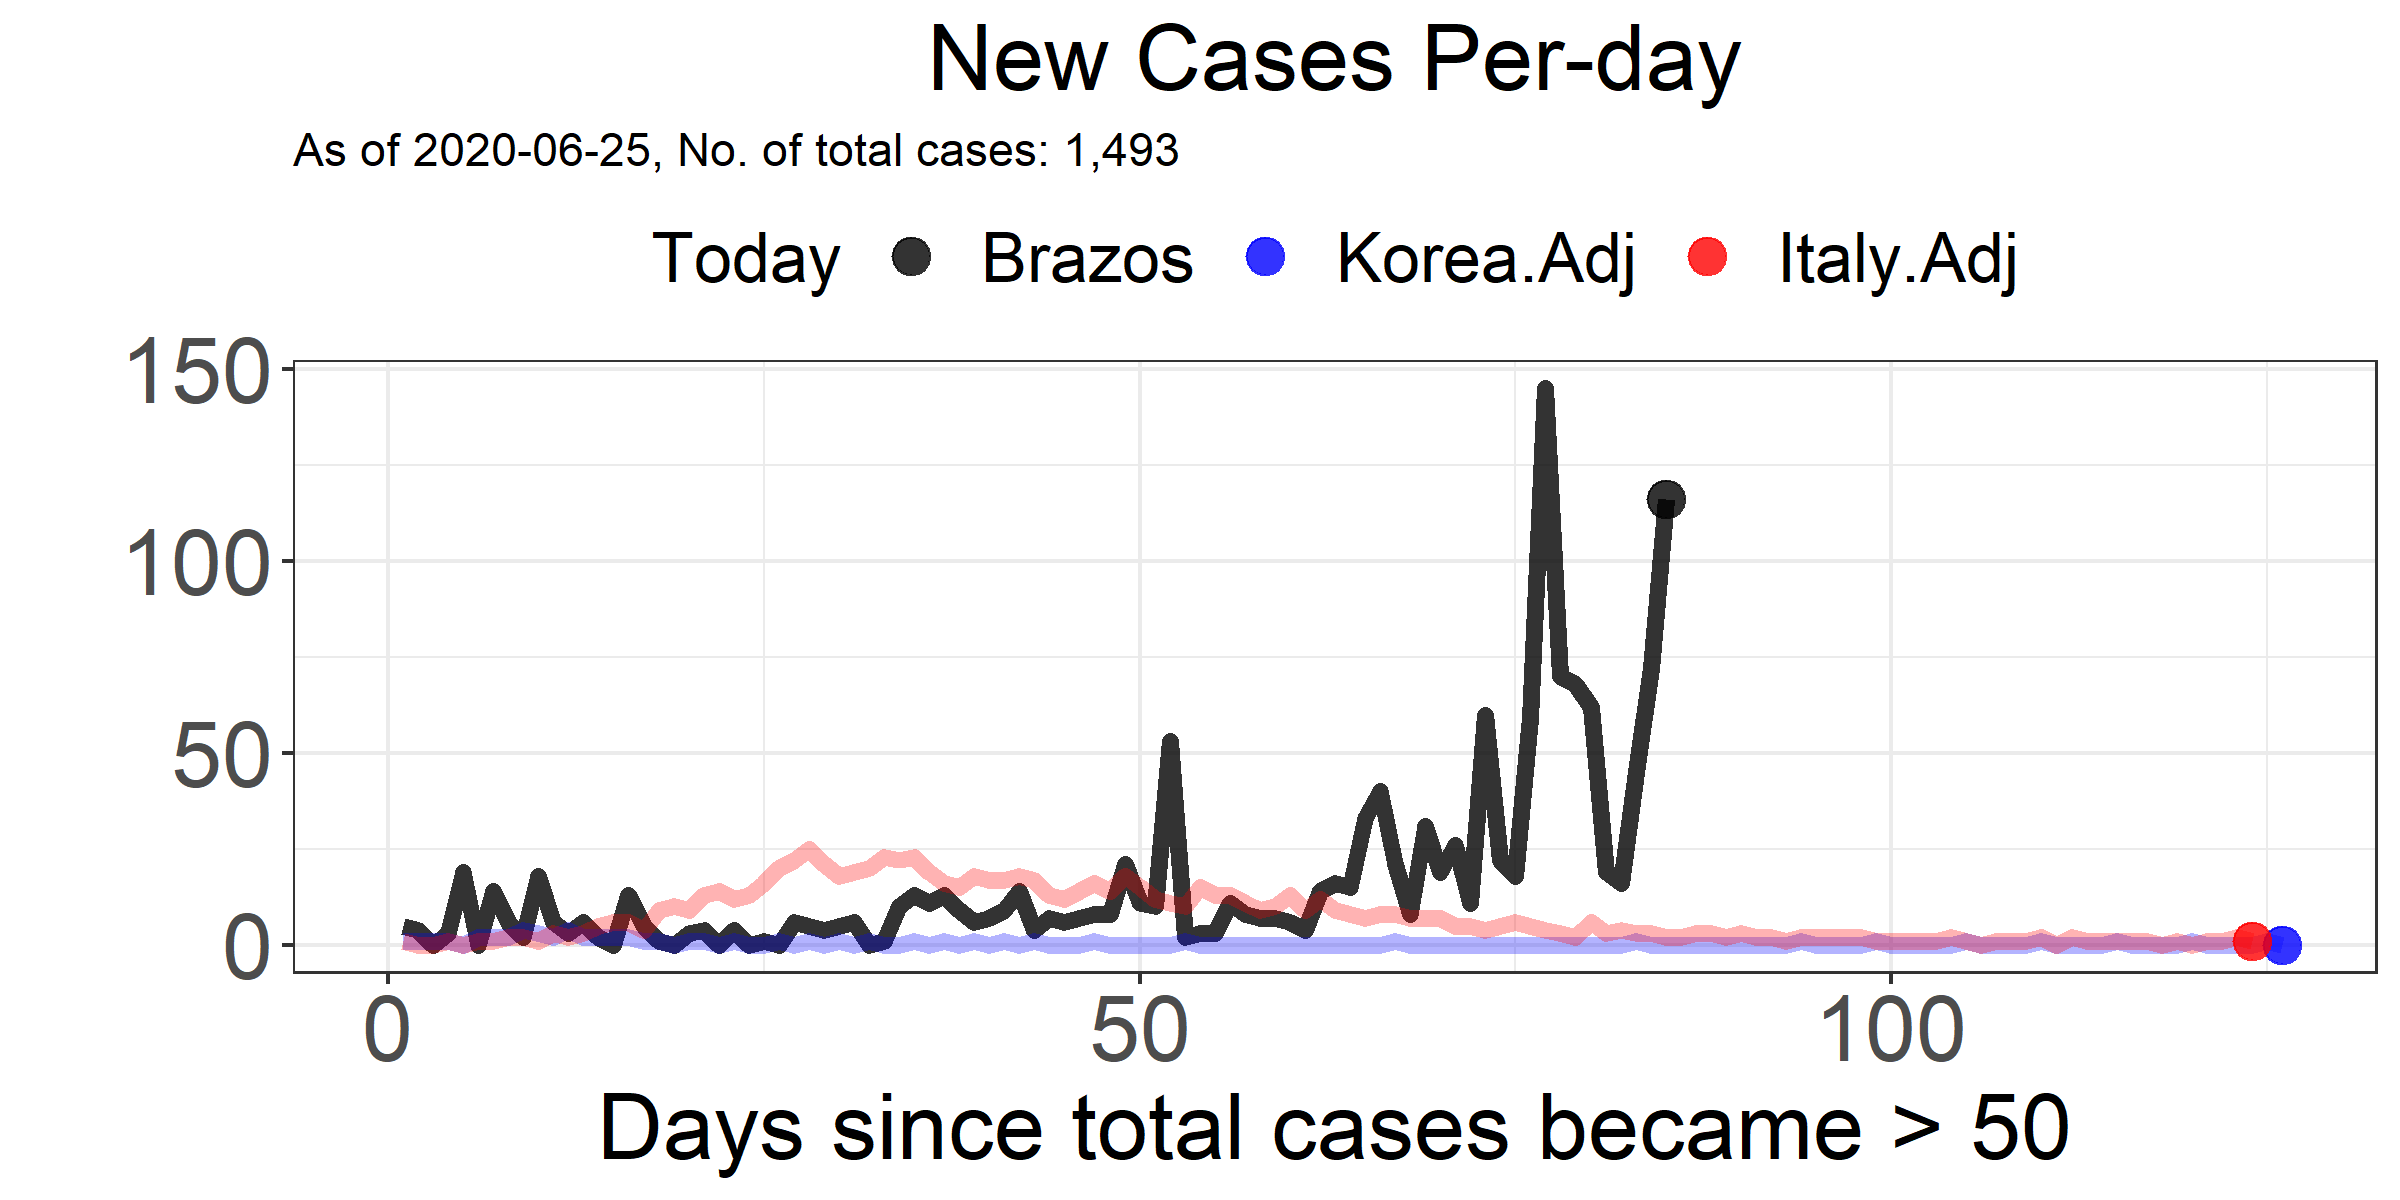 New Cases Per-day
As of 2020-06-25, No. of total cases: 1,493
Today Brazos Korea.Adj Italy.Adj
150
100
50
0
0 50 100
Days since total cases became > 50